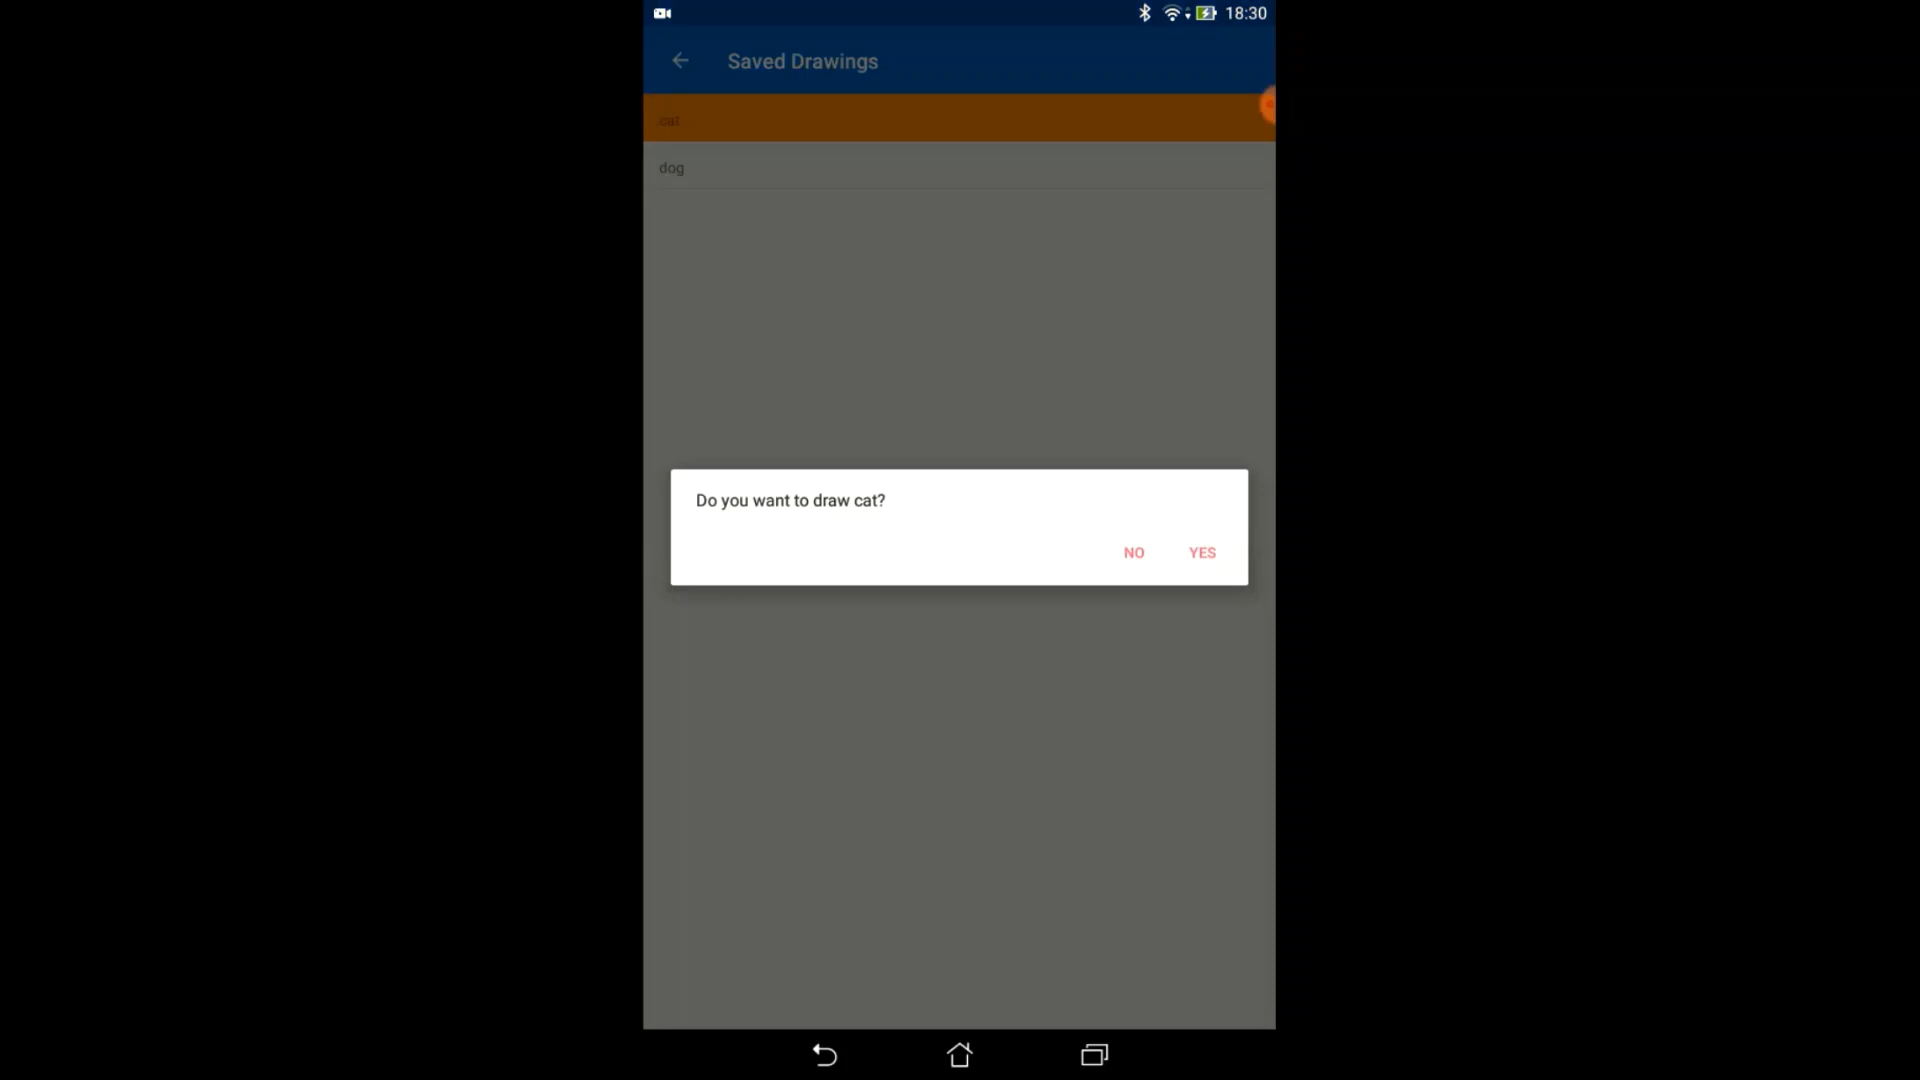 18:30
Saved Drawings
cat
dog
Do you want to draw cat?
NO YES